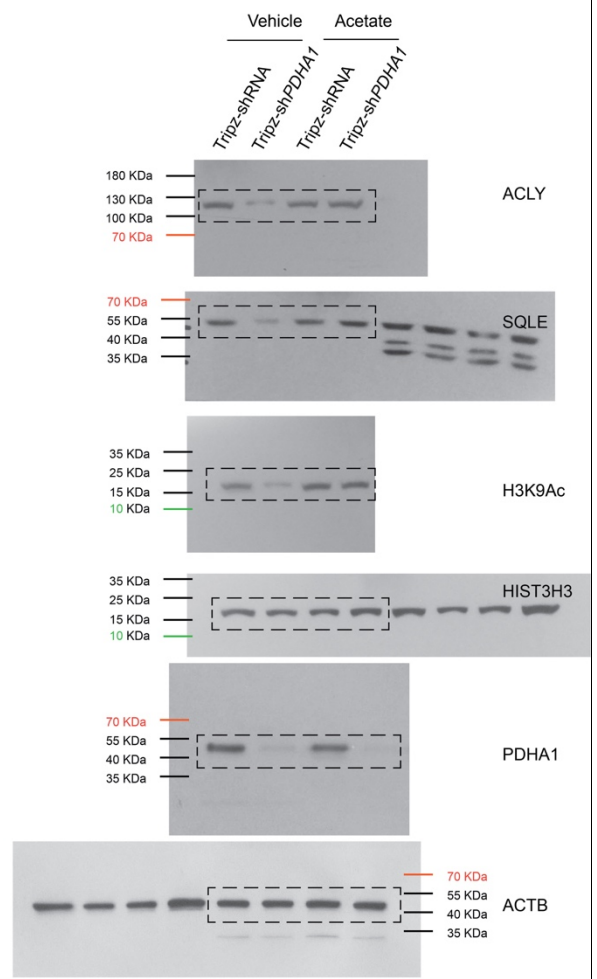 Vehicle Acetate
Tripz-shRNA Tripz-shPDHA1 Tripz-shRNA Tripz-shPDHA1
180 KDa
130 KDa
100 KDa
70 KDa
ACLY
70 KDa
55 KDa
40 KDa
35 KDa
SQLE
35 KDa
25 KDa
15 KDa
10 KDa
H3K9Ac
35 KDa
25 KDa
15 KDa
10 KDa
HIST3H3
70 KDa
55 KDa
40 KDa
35 KDa
PDHA1
70 KDa
55 KDa
40 KDa
35 KDa
ACTB